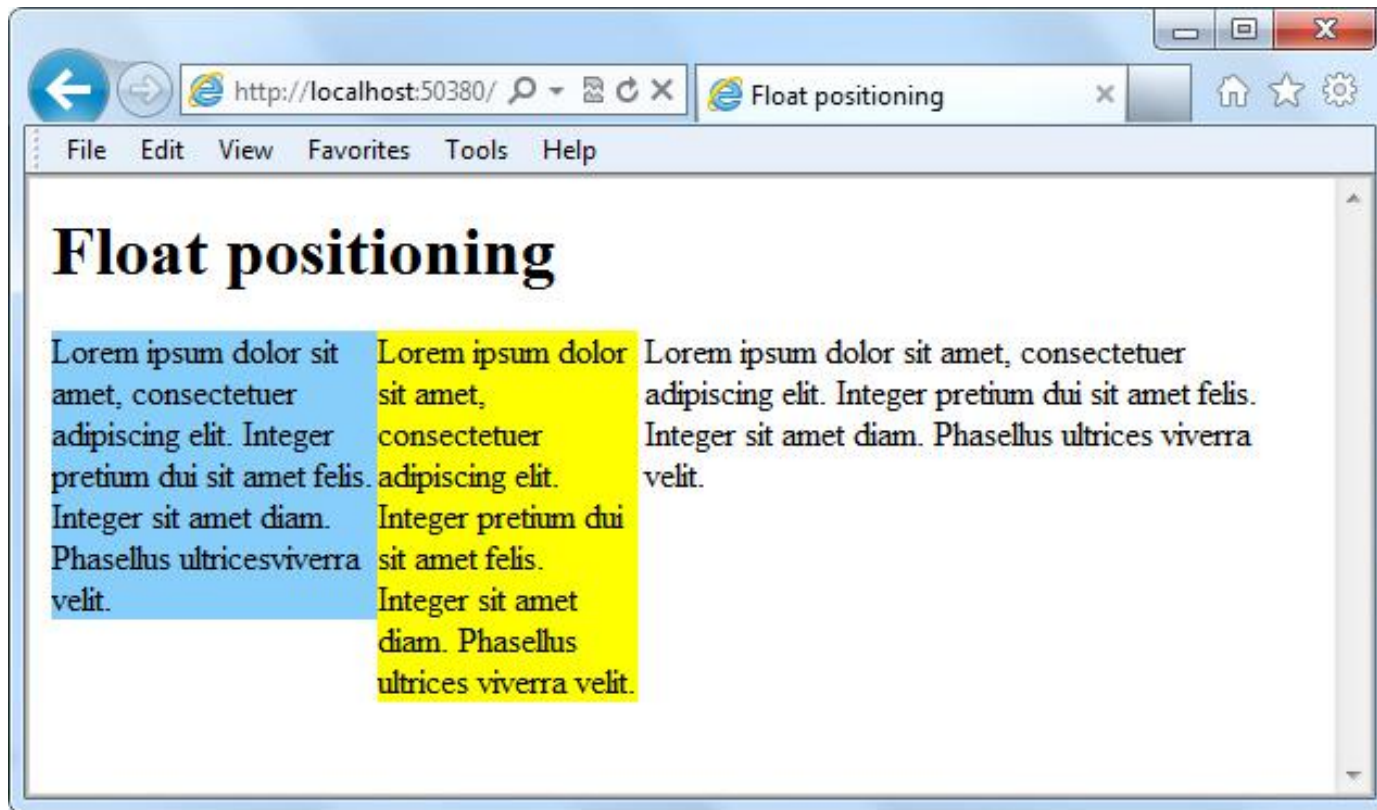 http://localhost:50380/
Float positioning
File Edit View Favorites Tools Help
Float positioning
Lorem ipsum dolor sit
amet, consectetuer
adipiscing elit. Integer
pretium dui sit amet felis.
Integer sit amet diam.
Phasellus ultricesviverra
velit.
Lorem ipsum dolor
sit amet,
consectetuer
adipiscing elit.
Integer pretium dui
sit amet felis.
Integer sit amet
diam. Phasellus
ultrices viverra velit.
Lorem ipsum dolor sit amet, consectetuer
adipiscing elit. Integer pretium dui sit amet felis.
Integer sit amet diam. Phasellus ultrices viverra
velit.